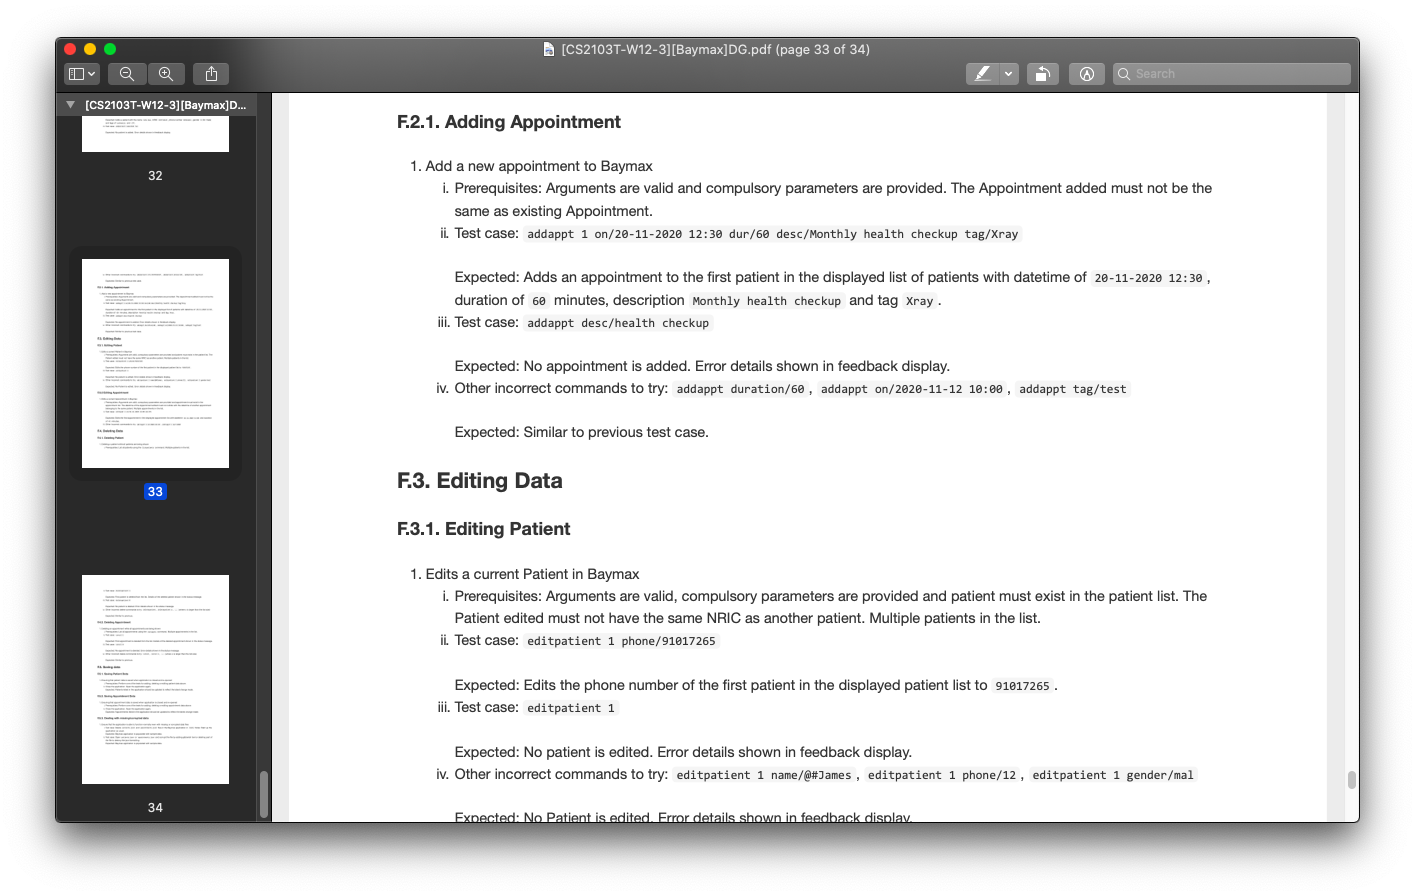 [CS2103T-W12-3][Baymax]DG.pdf (page 33 of 34)
Search
[CS2103T-W12-3][Baymax]D...
32
33
34
F.2.1. Adding Appointment
1. Add a new appointment to Baymax
i. Prerequisites: Arguments are valid and compulsory parameters are provided. The Appointment added must not be the
same as existing Appointment.
ii. Test case: addappt 1 on/20-11-2020 12:30 dur/60 desc/Monthly health checkup tag/Xray
Expected: Adds an appointment to the first patient in the displayed list of patients with datetime of 20-11-2020 12:30,
duration of 60 minutes, description Monthly health checkup and tag Xray.
iii. Test case: addappt desc/health checkup
Expected: No appointment is added. Error details shown in feedback display.
iv. Other incorrect commands to try: addappt duration/60, addappt on/2020-11-12 10:00, addappt tag/test
Expected: Similar to previous test case.
F.3. Editing Data
F.3.1. Editing Patient
1. Edits a current Patient in Baymax
i. Prerequisites: Arguments are valid, compulsory parameters are provided and patient must exist in the patient list. The
Patient edited must not have the same NRIC as another patient. Multiple patients in the list.
ii. Test case: editpatient 1 phone/91017265
Expected: Edits the phone number of the first patient in the displayed patient list to 91017265.
iii. Test case: editpatient 1
Expected: No patient is edited. Error details shown in feedback display.
iv. Other incorrect commands to try: editpatient 1 name/@#James, editpatient 1 phone/12, editpatient 1 gender/mal
Expected: No Patient is edited. Error details shown in feedback display.